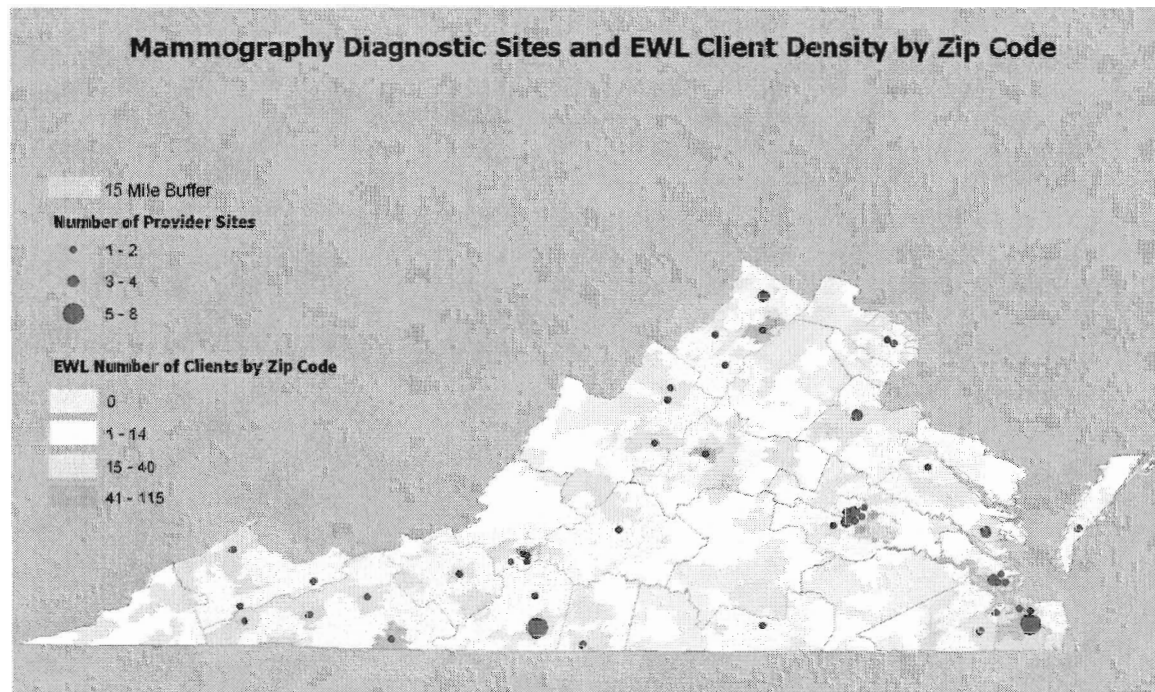 Mammography Diagnostic Sites and EWL Client Density by Zip Code
15 Mile Buffer
Number of Provider Sites
1 - 2
3 - 4
5 - 8
EWL Number of Clients by Zip Code
0
1 - 14
15 - 40
41 - 115